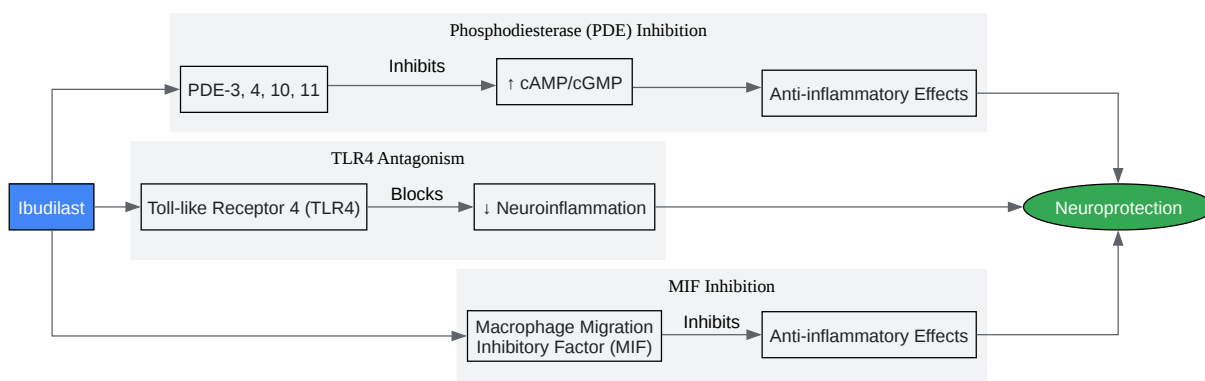 Phosphodiesterase (PDE) Inhibition
PDE-3, 4, 10, 11
Inhibits
↑ cAMP/cGMP
Anti-inflammatory Effects
TLR4 Antagonism
Ibudilast
Toll-like Receptor 4 (TLR4)
Blocks
↓ Neuroinflammation
Neuroprotection
MIF Inhibition
Macrophage Migration
Inhibitory Factor (MIF)
Inhibits
Anti-inflammatory Effects